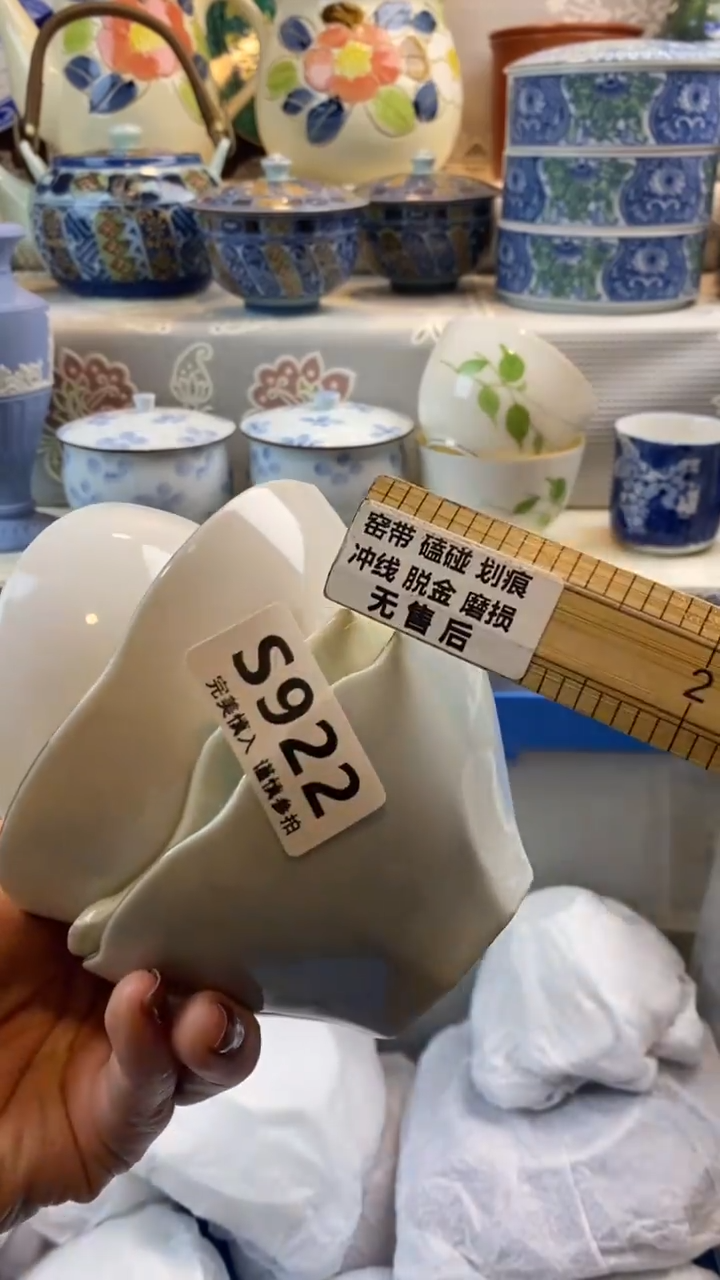 窑带 磕碰 划痕
冲线 脱金 磨损
无售后
S922
完美慎入 谨慎参拍
2